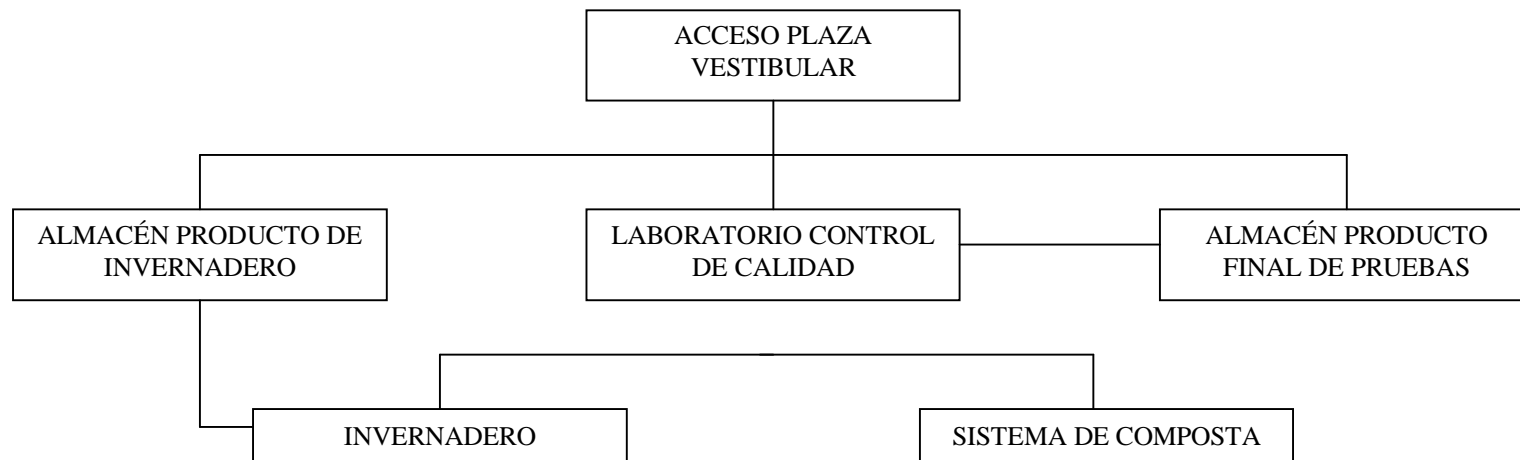 ACCESO PLAZA
VESTIBULAR
ALMACÉN PRODUCTO DE
INVERNADERO
LABORATORIO CONTROL
DE CALIDAD
ALMACÉN PRODUCTO
FINAL DE PRUEBAS
INVERNADERO
SISTEMA DE COMPOSTA